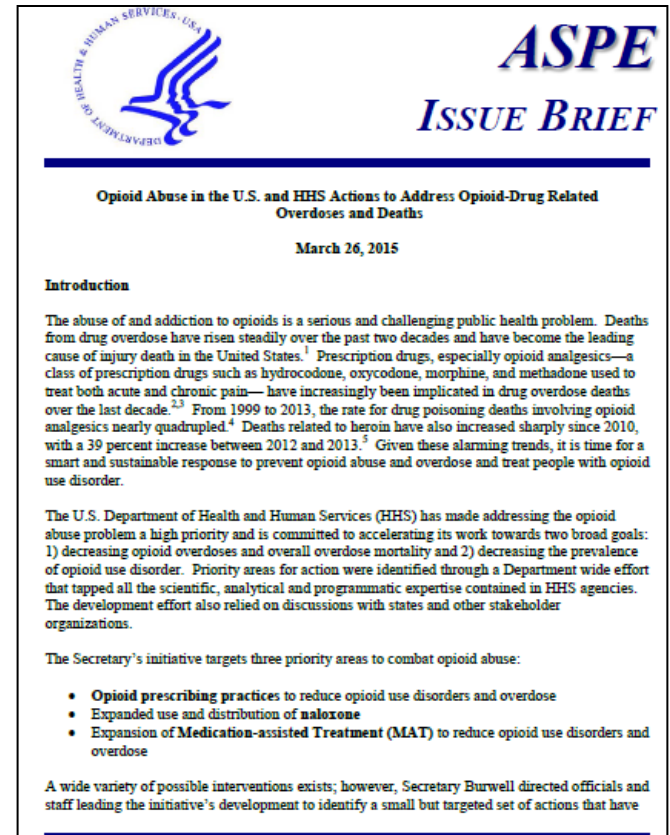 DEPARTMENT OF HEALTH & HUMAN SERVICES · USA
ASPE
ISSUE BRIEF
Opioid Abuse in the U.S. and HHS Actions to Address Opioid-Drug Related
Overdoses and Deaths
March 26, 2015
Introduction
The abuse of and addiction to opioids is a serious and challenging public health problem. Deaths
from drug overdose have risen steadily over the past two decades and have become the leading
cause of injury death in the United States.1 Prescription drugs, especially opioid analgesics—a
class of prescription drugs such as hydrocodone, oxycodone, morphine, and methadone used to
treat both acute and chronic pain— have increasingly been implicated in drug overdose deaths
over the last decade.2,3 From 1999 to 2013, the rate for drug poisoning deaths involving opioid
analgesics nearly quadrupled.4 Deaths related to heroin have also increased sharply since 2010,
with a 39 percent increase between 2012 and 2013.5 Given these alarming trends, it is time for a
smart and sustainable response to prevent opioid abuse and overdose and treat people with opioid
use disorder.
The U.S. Department of Health and Human Services (HHS) has made addressing the opioid
abuse problem a high priority and is committed to accelerating its work towards two broad goals:
1) decreasing opioid overdoses and overall overdose mortality and 2) decreasing the prevalence
of opioid use disorder. Priority areas for action were identified through a Department wide effort
that tapped all the scientific, analytical and programmatic expertise contained in HHS agencies.
The development effort also relied on discussions with states and other stakeholder
organizations.
The Secretary's initiative targets three priority areas to combat opioid abuse:
• Opioid prescribing practices to reduce opioid use disorders and overdose
• Expanded use and distribution of naloxone
• Expansion of Medication-assisted Treatment (MAT) to reduce opioid use disorders and
overdose
A wide variety of possible interventions exists; however, Secretary Burwell directed officials and
staff leading the initiative's development to identify a small but targeted set of actions that have